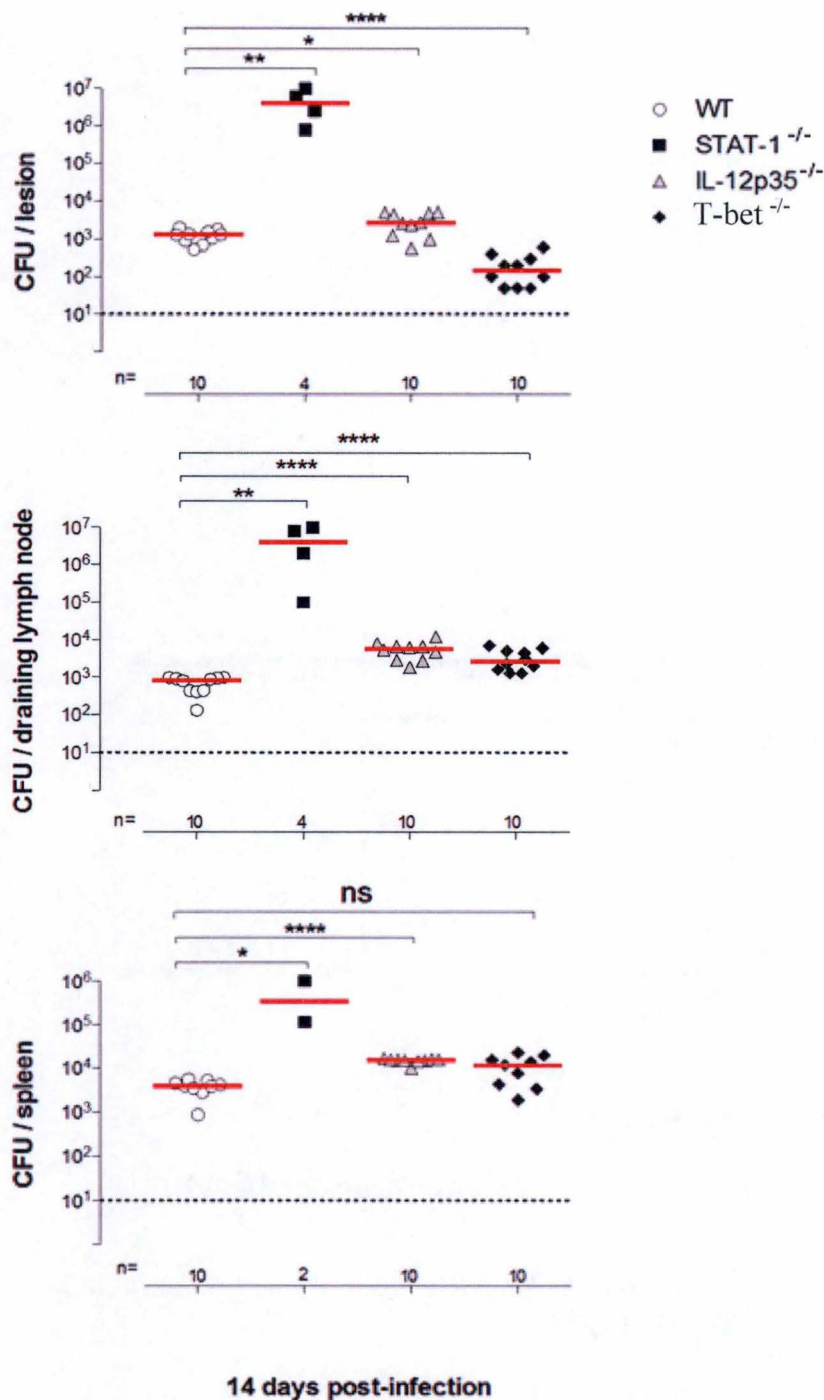 ****
*
**
CFU / lesion
10⁷
10⁶
10⁵
10⁴
10³
10²
10¹
n= 10 4 10 10
WT
STAT-1 -/-
IL-12p35 -/-
T-bet -/-
****
****
**
CFU / draining lymph node
10⁷
10⁶
10⁵
10⁴
10³
10²
10¹
n= 10 4 10 10
ns
****
*
CFU / spleen
10⁶
10⁵
10⁴
10³
10²
10¹
n= 10 2 10 10
14 days post-infection